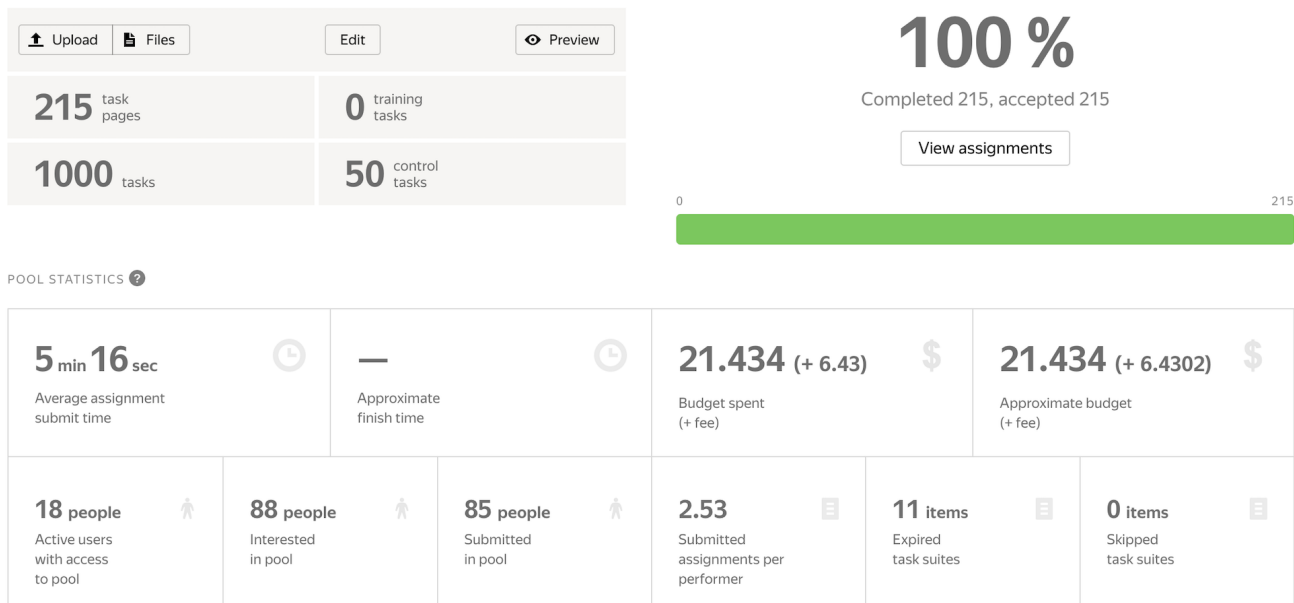 Upload
Files
Edit
Preview
215 task
pages
0 training
tasks
1000 tasks
50 control
tasks
100 %
Completed 215, accepted 215
View assignments
0
215
POOL STATISTICS ?
5 min 16 sec
Average assignment
submit time
—
Approximate
finish time
21.434 (+ 6.43)
$
Budget spent
(+ fee)
21.434 (+ 6.4302)
$
Approximate budget
(+ fee)
18 people
Active users
with access
to pool
88 people
Interested
in pool
85 people
Submitted
in pool
2.53
Submitted
assignments per
performer
11 items
Expired
task suites
0 items
Skipped
task suites